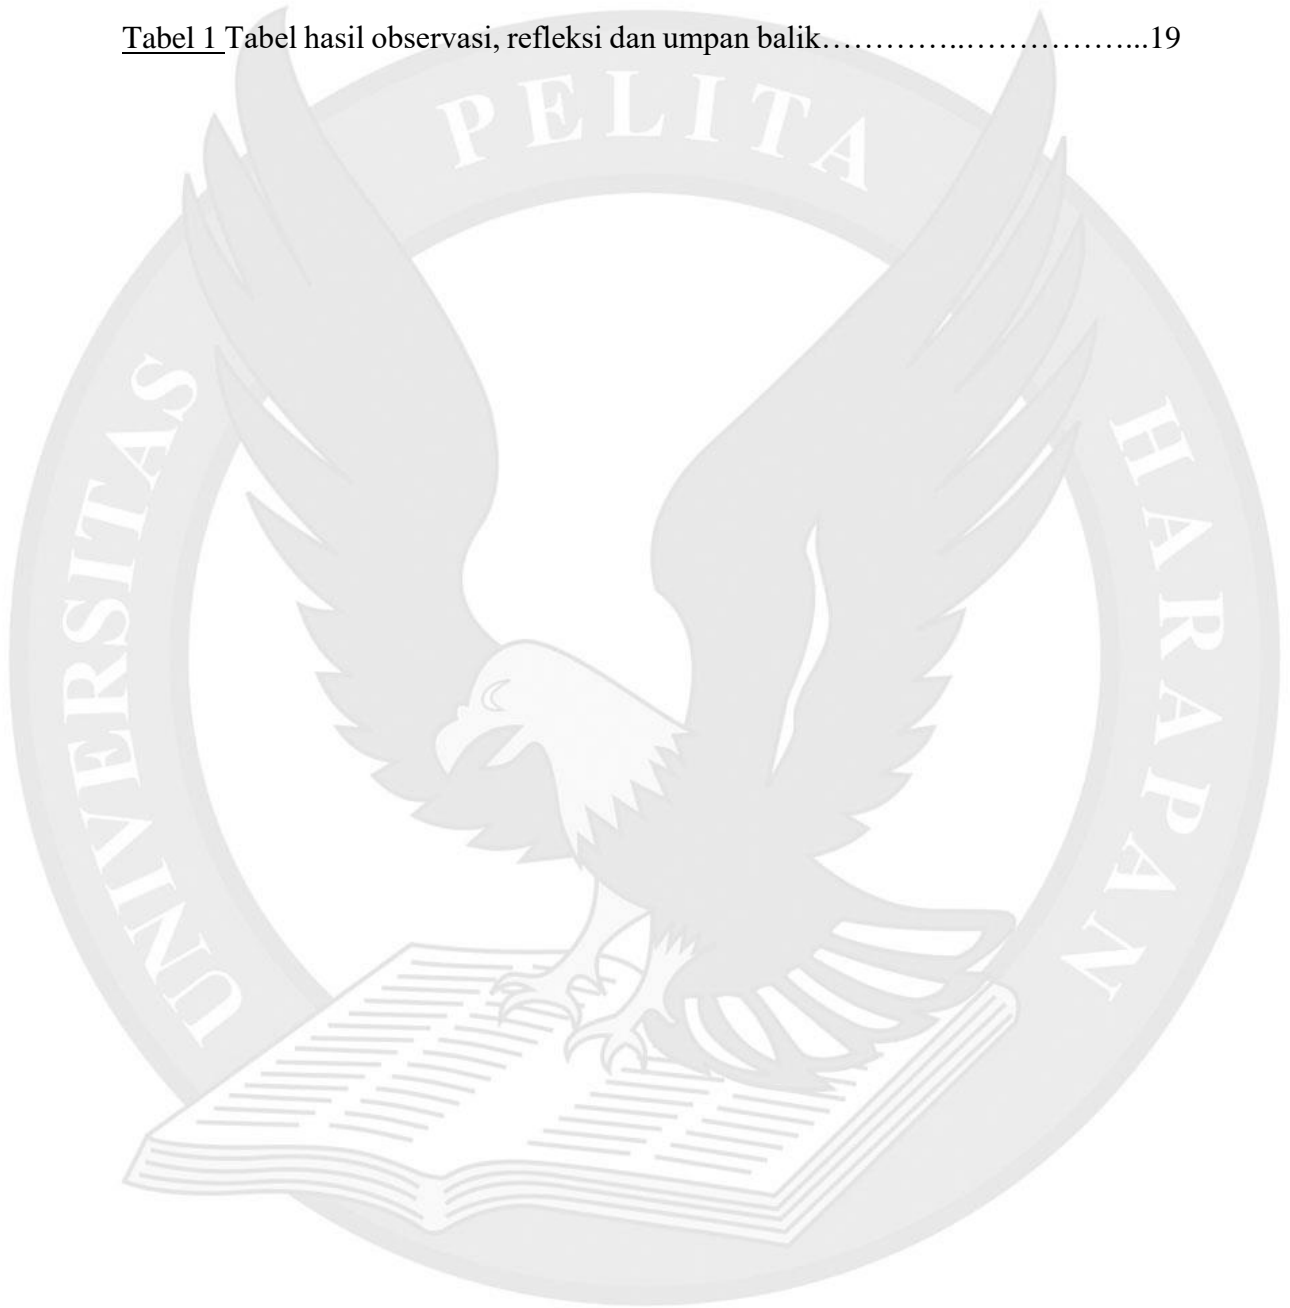 Tabel 1 Tabel hasil observasi, refleksi dan umpan balik…………..……………...19
UNIVERSITAS PELITA HARAPAN